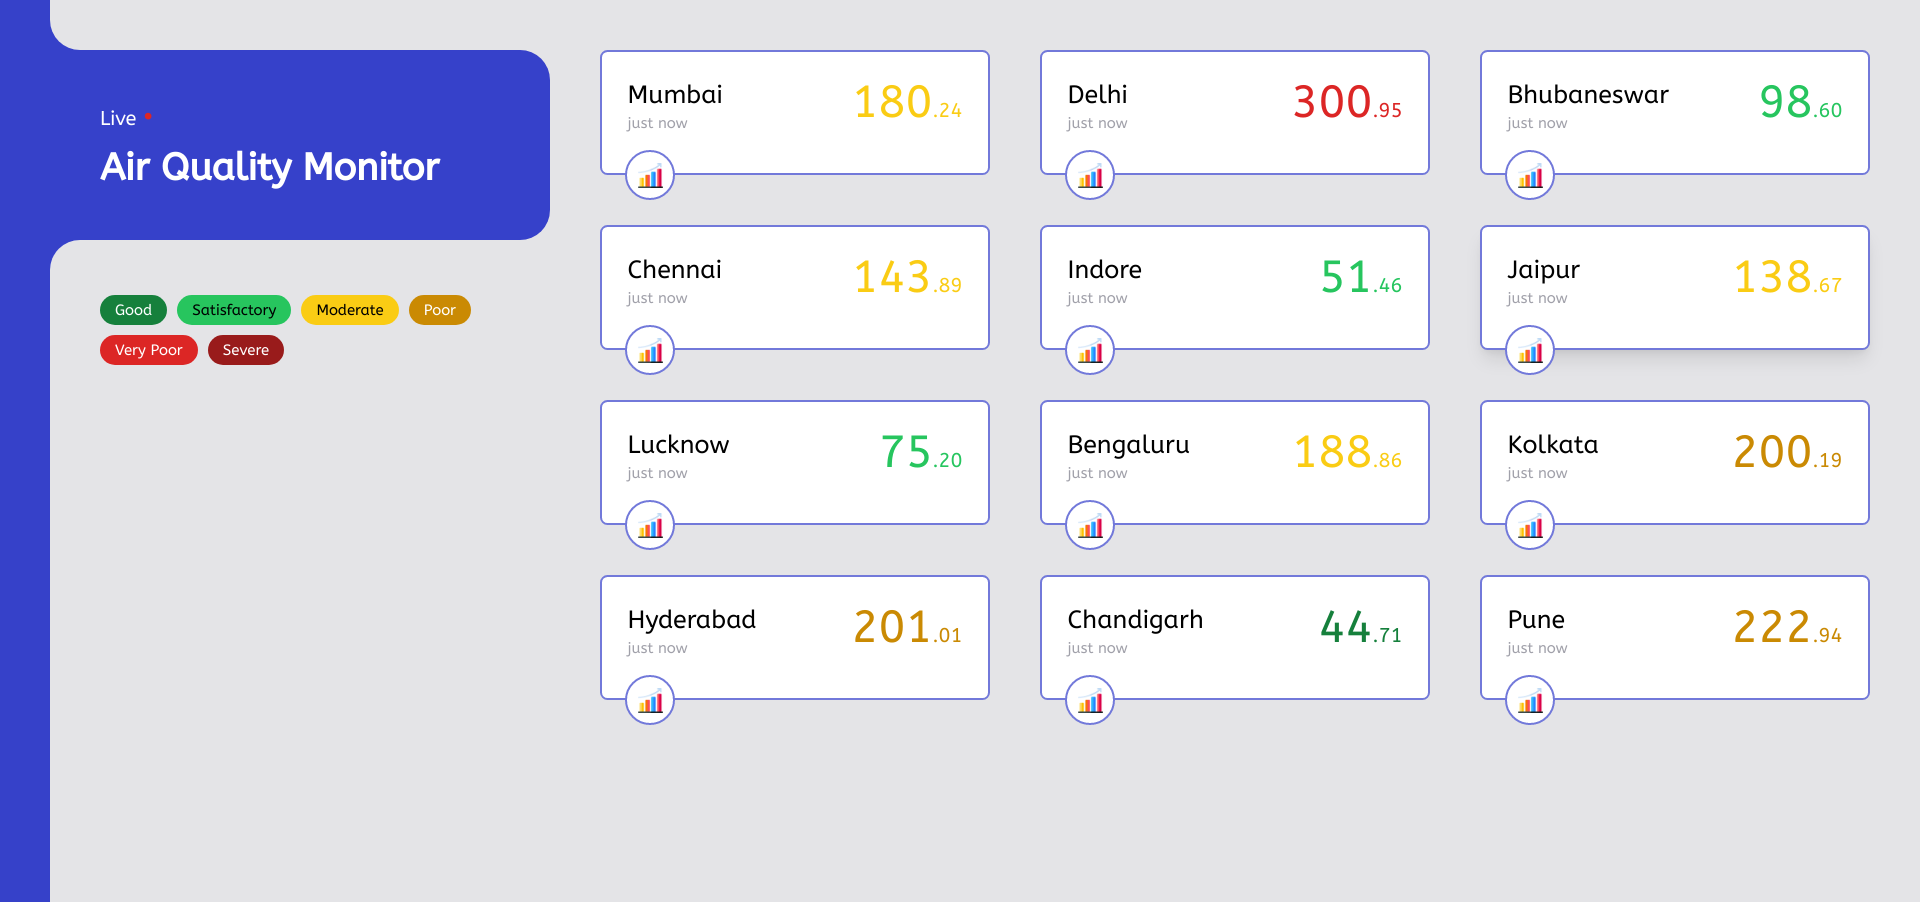 Live
Air Quality Monitor
Good Satisfactory Moderate Poor
Very Poor Severe
Mumbai 180.24
just now
Delhi 300.95
just now
Bhubaneswar 98.60
just now
Chennai 143.89
just now
Indore 51.46
just now
Jaipur 138.67
just now
Lucknow 75.20
just now
Bengaluru 188.86
just now
Kolkata 200.19
just now
Hyderabad 201.01
just now
Chandigarh 44.71
just now
Pune 222.94
just now